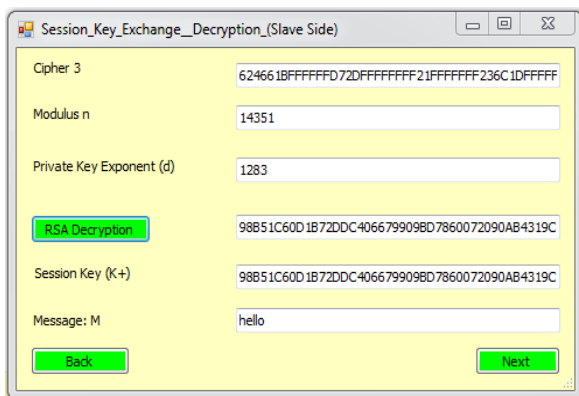 Session_Key_Exchange__Decryption_(Slave Side)
Cipher 3
624661BFFFFFFD72DFFFFFFFF21FFFFFFF236C1DFFFFF
Modulus n
14351
Private Key Exponent (d)
1283
RSA Decryption
98B51C60D1B72DDC406679909BD7860072090AB4319C
Session Key (K+)
98B51C60D1B72DDC406679909BD7860072090AB4319C
Message: M
hello
Back
Next